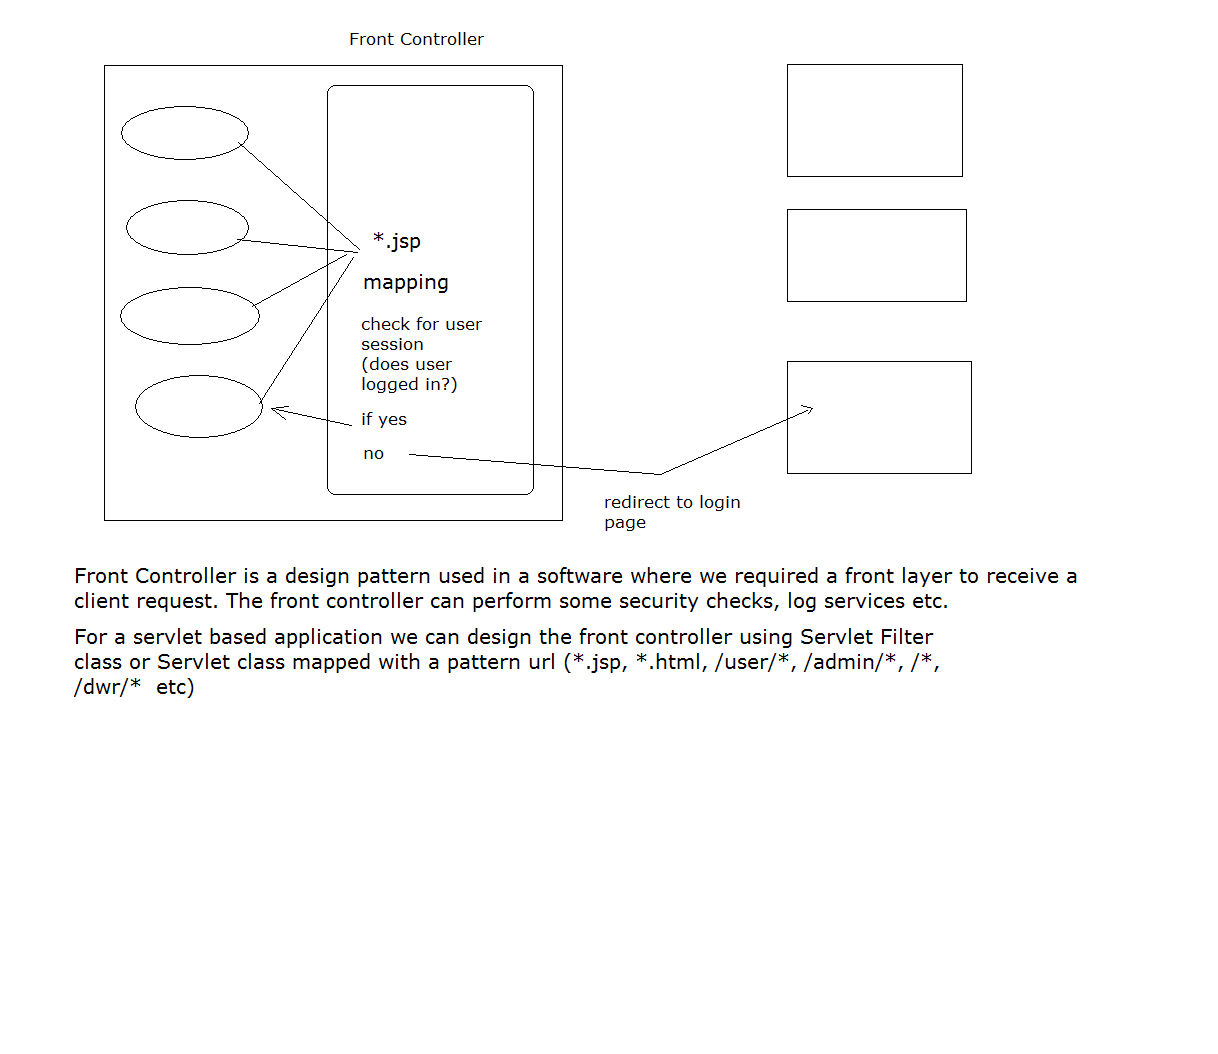 Front Controller
*.jsp
mapping
check for user
session
(does user
logged in?)
if yes
no
redirect to login
page
Front Controller is a design pattern used in a software where we required a front layer to receive a
client request. The front controller can perform some security checks, log services etc.
For a servlet based application we can design the front controller using Servlet Filter
class or Servlet class mapped with a pattern url (*.jsp, *.html, /user/*, /admin/*, /*,
/dwr/*  etc)